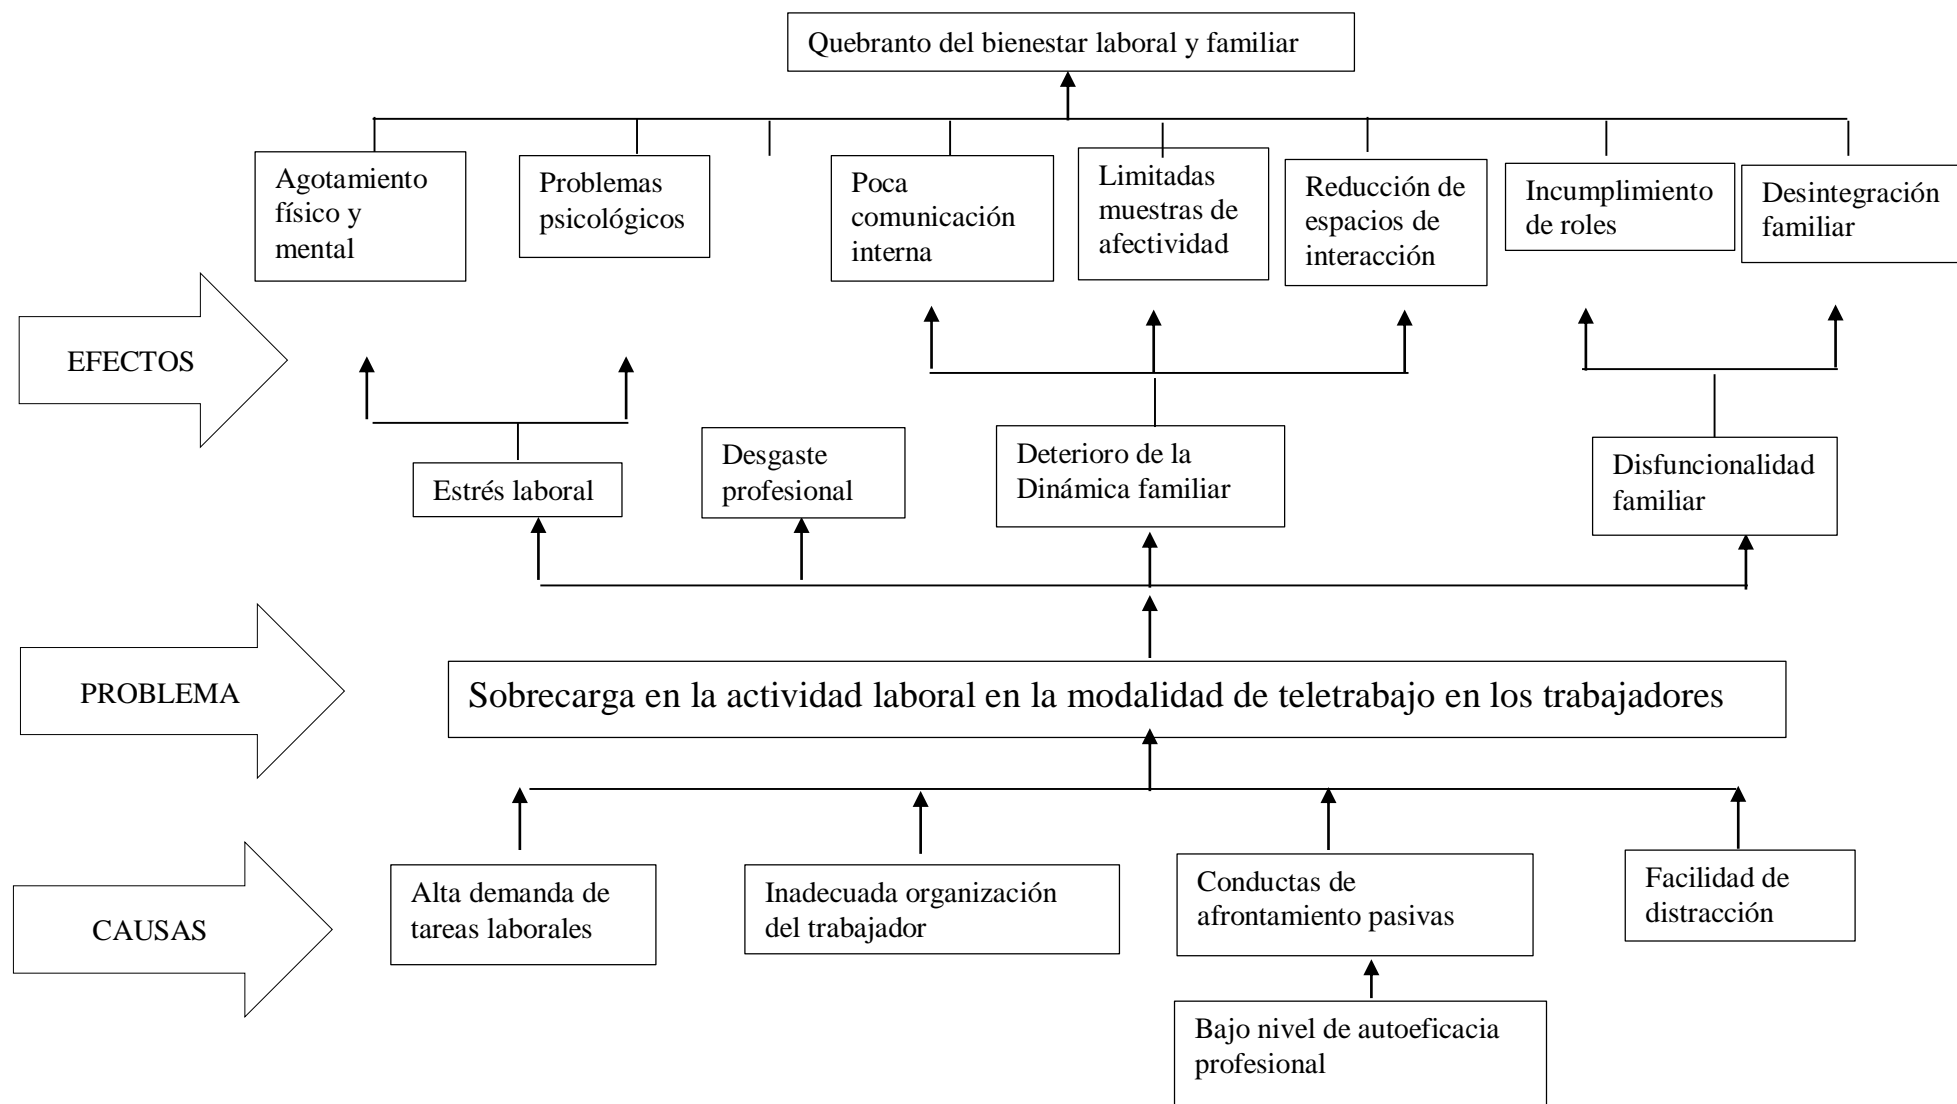 Quebranto del bienestar laboral y familiar
Agotamiento
físico y
mental
Problemas
psicológicos
Poca
comunicación
interna
Limitadas
muestras de
afectividad
Reducción de
espacios de
interacción
Incumplimiento
de roles
Desintegración
familiar
EFECTOS
Estrés laboral
Desgaste
profesional
Deterioro de la
Dinámica familiar
Disfuncionalidad
familiar
PROBLEMA
Sobrecarga en la actividad laboral en la modalidad de teletrabajo en los trabajadores
CAUSAS
Alta demanda de
tareas laborales
Inadecuada organización
del trabajador
Conductas de
afrontamiento pasivas
Facilidad de
distracción
Bajo nivel de autoeficacia
profesional